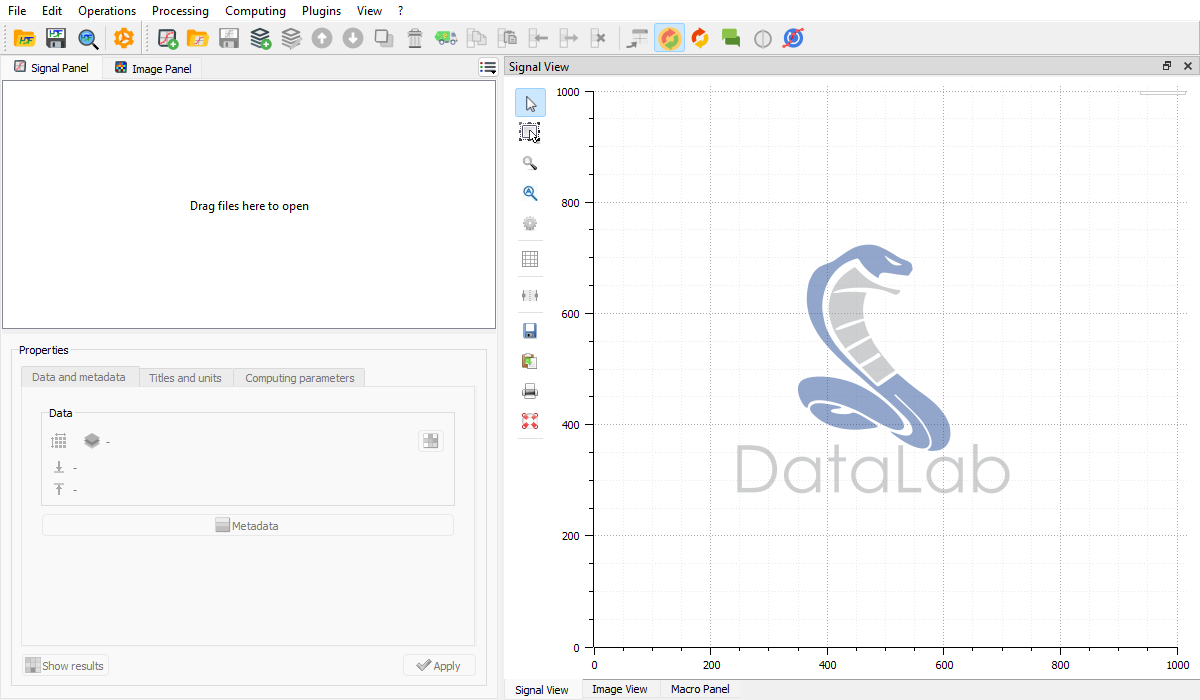 File Edit Operations Processing Computing Plugins View ?
Signal Panel Image Panel
Signal View
Drag files here to open
Properties
Data and metadata Titles and units Computing parameters
Data
-
-
-
Metadata
Show results Apply
1000
800
600
400
200
0
0 200 400 600 800 1000
DataLab
Signal View Image View Macro Panel